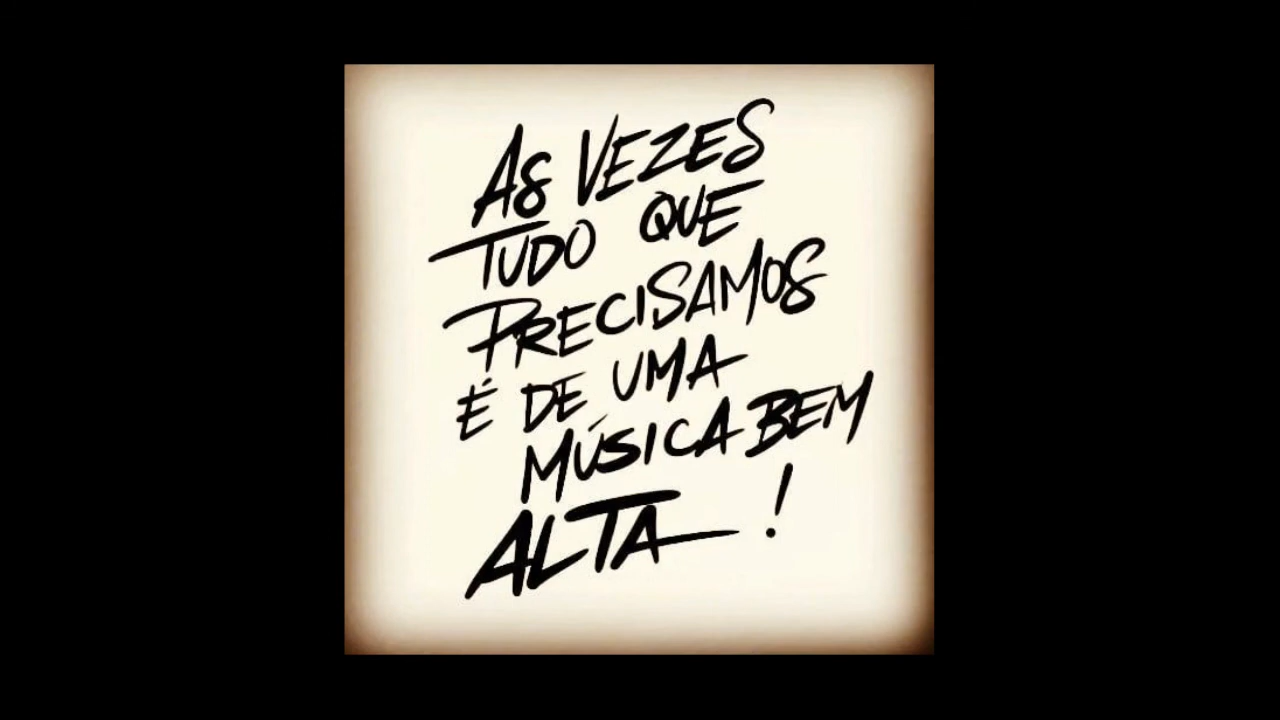 AS VEZES
TUDO QUE
PRECISAMOS
É DE UMA
MÚSICA BEM
ALTA!